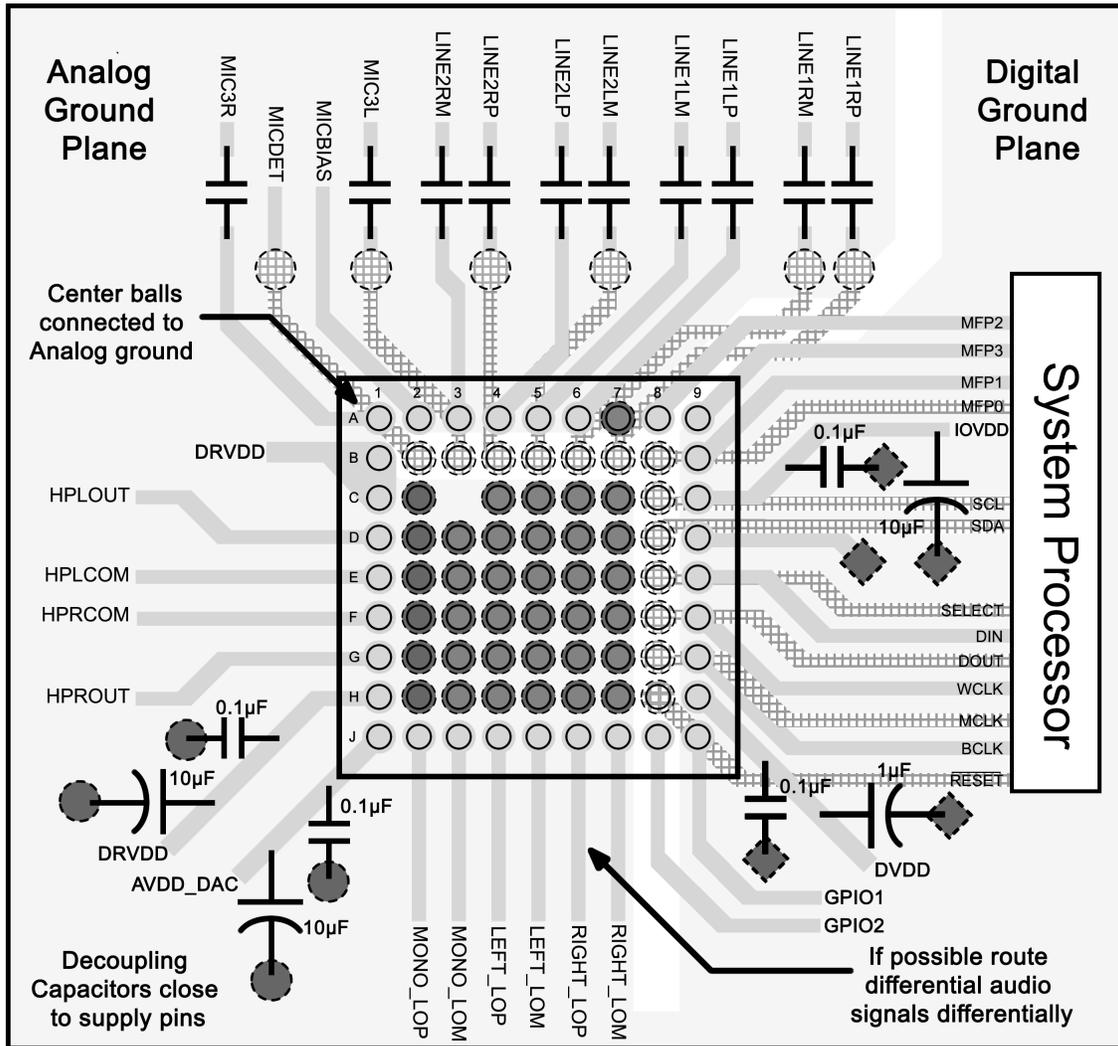 Analog
Ground
Plane
MIC3R
MICDET
MICBIAS
MIC3L
LINE2RM
LINE2RP
LINE2LP
LINE2LM
LINE1LM
LINE1LP
LINE1RM
LINE1RP
Digital
Ground
Plane
Center balls
connected to
Analog ground
MFP2
MFP3
MFP1
MFP0
IOVDD
SCL
SDA
SELECT
DIN
DOUT
WCLK
MCLK
BCLK
RESET
System Processor
0.1µF
10µF
1 2 3 4 5 6 7 8 9
A
B
C
D
E
F
G
H
J
DRVDD
HPLOUT
HPLCOM
HPRCOM
HPROUT
0.1µF
10µF
DRVDD
AVDD_DAC
0.1µF
10µF
0.1µF
1µF
DVDD
GPIO1
GPIO2
MONO_LOP
MONO_LOM
LEFT_LOP
LEFT_LOM
RIGHT_LOP
RIGHT_LOM
Decoupling
Capacitors close
to supply pins
If possible route
differential audio
signals differentially